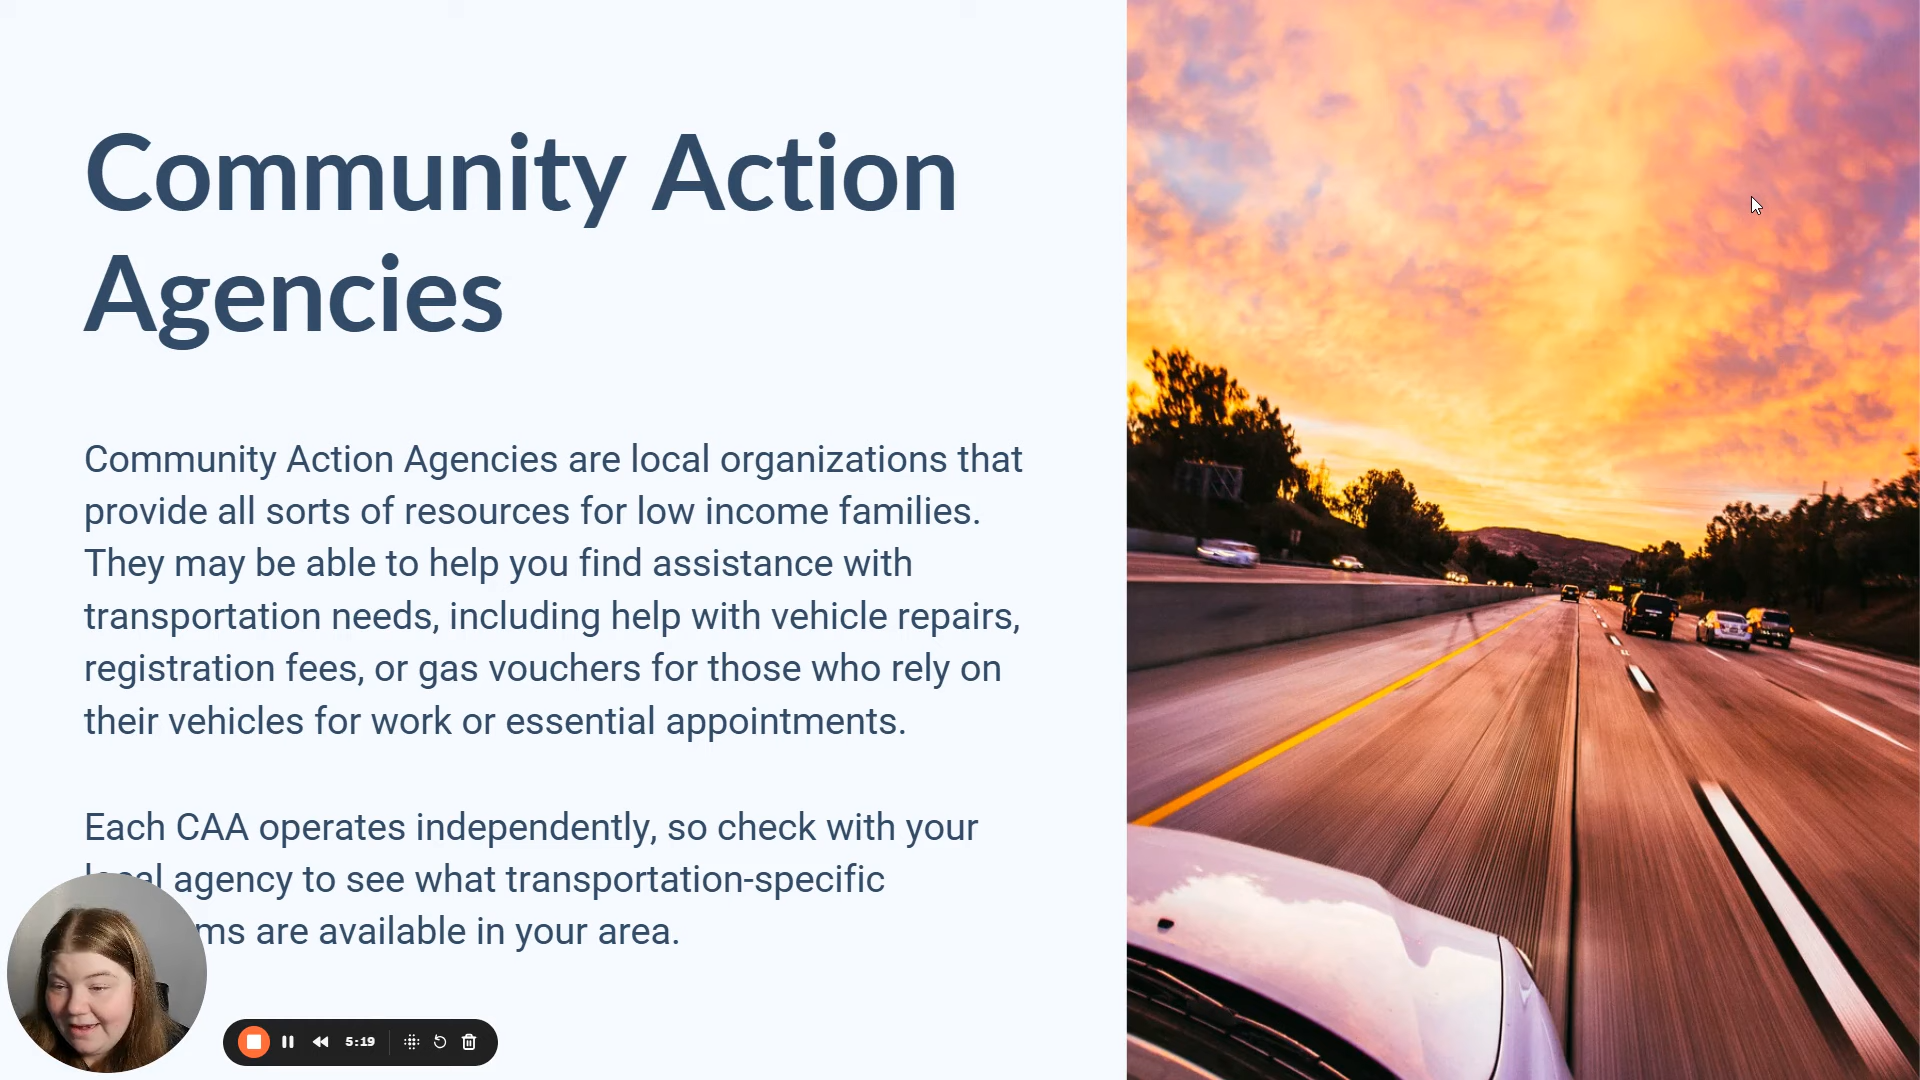 Community Action
Agencies
Community Action Agencies are local organizations that
provide all sorts of resources for low income families.
They may be able to help you find assistance with
transportation needs, including help with vehicle repairs,
registration fees, or gas vouchers for those who rely on
their vehicles for work or essential appointments.
Each CAA operates independently, so check with your
local agency to see what transportation-specific
are available in your area.
5:19